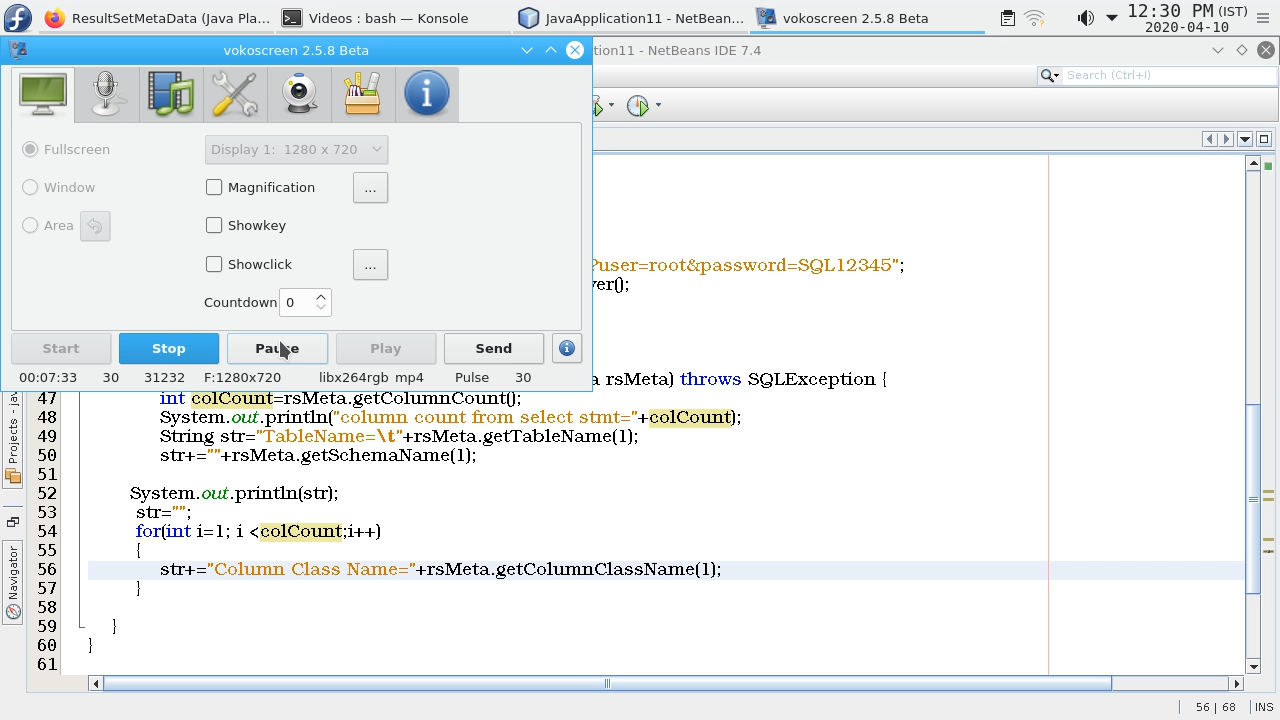 ResultSetMetaData (Java Pla...
Videos : bash — Konsole
JavaApplication11 - NetBean...
vokoscreen 2.5.8 Beta
12:30 PM (IST)
2020-04-10
vokoscreen 2.5.8 Beta
tion11 - NetBeans IDE 7.4
Search (Ctrl+I)
Fullscreen
Display 1: 1280 x 720
Window
Magnification
...
Area
Showkey
Showclick
...
Countdown 0
Start Stop Pause Play Send
00:07:33 30 31232 F:1280x720 libx264rgb mp4 Pulse 30
?user=root&password=SQL12345";
ver();
a rsMeta) throws SQLException {
47 int colCount=rsMeta.getColumnCount();
48 System.out.println("column count from select stmt="+colCount);
49 String str="TableName=\t"+rsMeta.getTableName(1);
50 str+=""+rsMeta.getSchemaName(1);
51
52 System.out.println(str);
53 str="";
54 for(int i=1; i <colCount;i++)
55 {
56 str+="Column Class Name="+rsMeta.getColumnClassName(1);
57 }
58
59 }
60 }
61
Projects - Ja
Navigator
56 | 68 INS